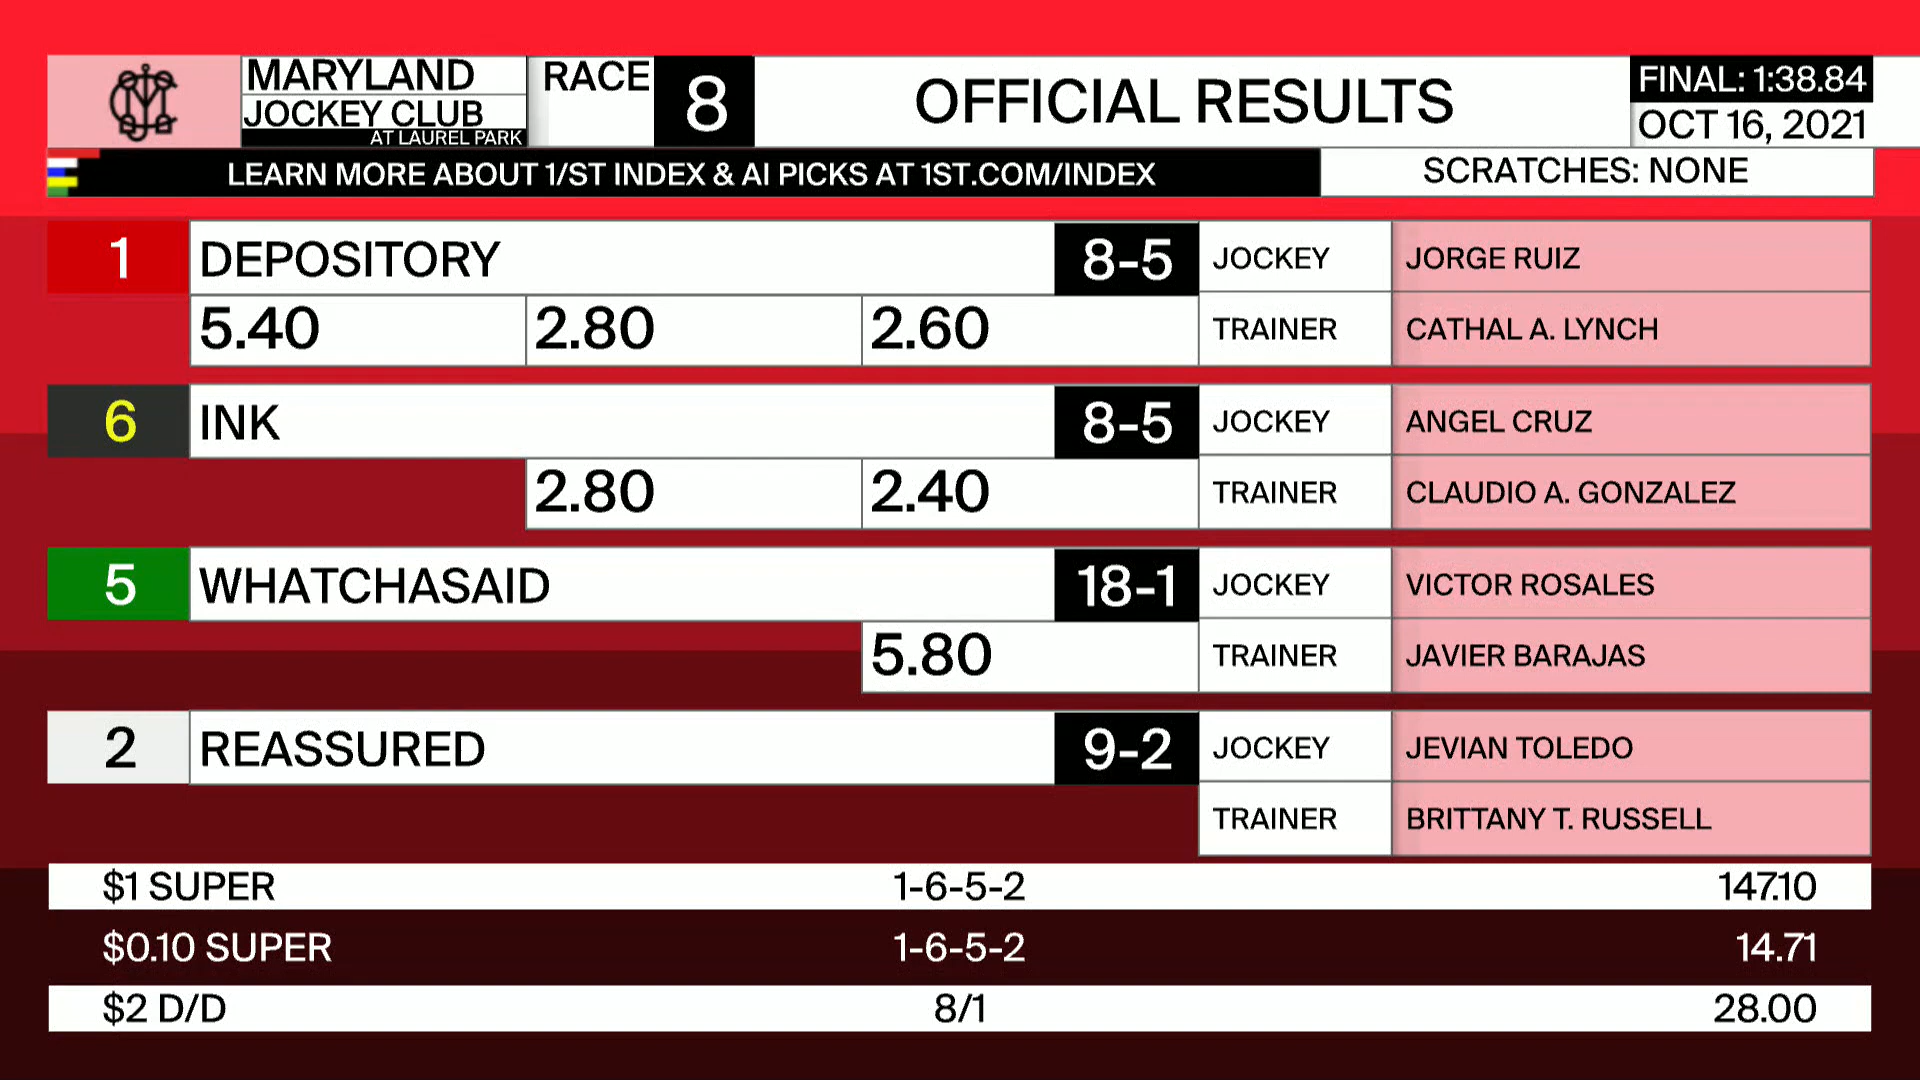 MARYLAND
JOCKEY CLUB
AT LAUREL PARK
RACE 8
OFFICIAL RESULTS
FINAL: 1:38.84
OCT 16, 2021
LEARN MORE ABOUT 1/ST INDEX & AI PICKS AT 1ST.COM/INDEX
SCRATCHES: NONE
1 DEPOSITORY 8-5 JOCKEY JORGE RUIZ
5.40 2.80 2.60 TRAINER CATHAL A. LYNCH
6 INK 8-5 JOCKEY ANGEL CRUZ
2.80 2.40 TRAINER CLAUDIO A. GONZALEZ
5 WHATCHASAID 18-1 JOCKEY VICTOR ROSALES
5.80 TRAINER JAVIER BARAJAS
2 REASSURED 9-2 JOCKEY JEVIAN TOLEDO
TRAINER BRITTANY T. RUSSELL
$1 SUPER 1-6-5-2 147.10
$0.10 SUPER 1-6-5-2 14.71
$2 D/D 8/1 28.00